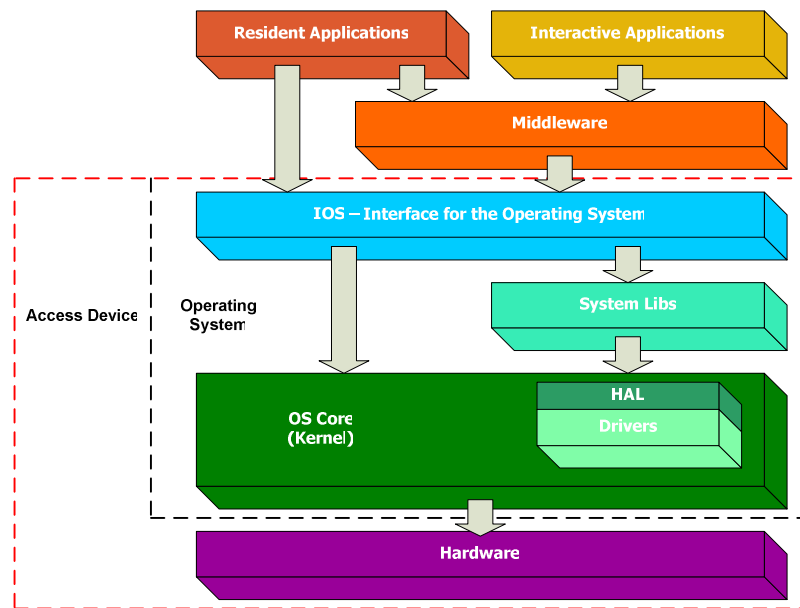 Resident Applications
Interactive Applications
Middleware
IOS – Interface for the Operating System
System Libs
Access Device
Operating
System
HAL
Drivers
OS Core
(Kernel)
Hardware